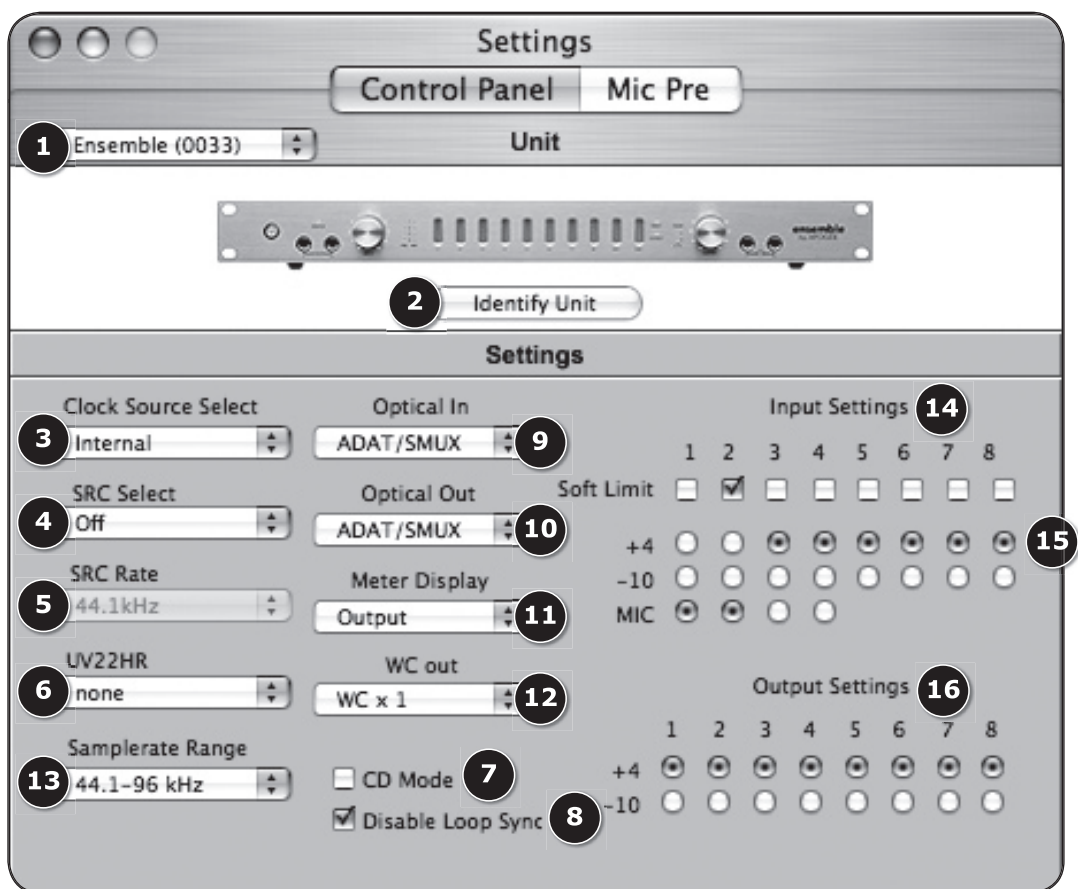 Settings
Control Panel Mic Pre
1 Ensemble (0033) Unit
ensemble
2 Identify Unit
Settings
Clock Source Select Optical In Input Settings 14
3 Internal ADAT/SMUX 9
1 2 3 4 5 6 7 8
SRC Select Optical Out Soft Limit
4 Off ADAT/SMUX 10
+4 15
SRC Rate Meter Display -10
5 44.1kHz Output 11 MIC
UV22HR WC out
6 none WC x 1 12 Output Settings 16
1 2 3 4 5 6 7 8
Samplerate Range
13 44.1-96 kHz CD Mode 7 +4
Disable Loop Sync 8 -10